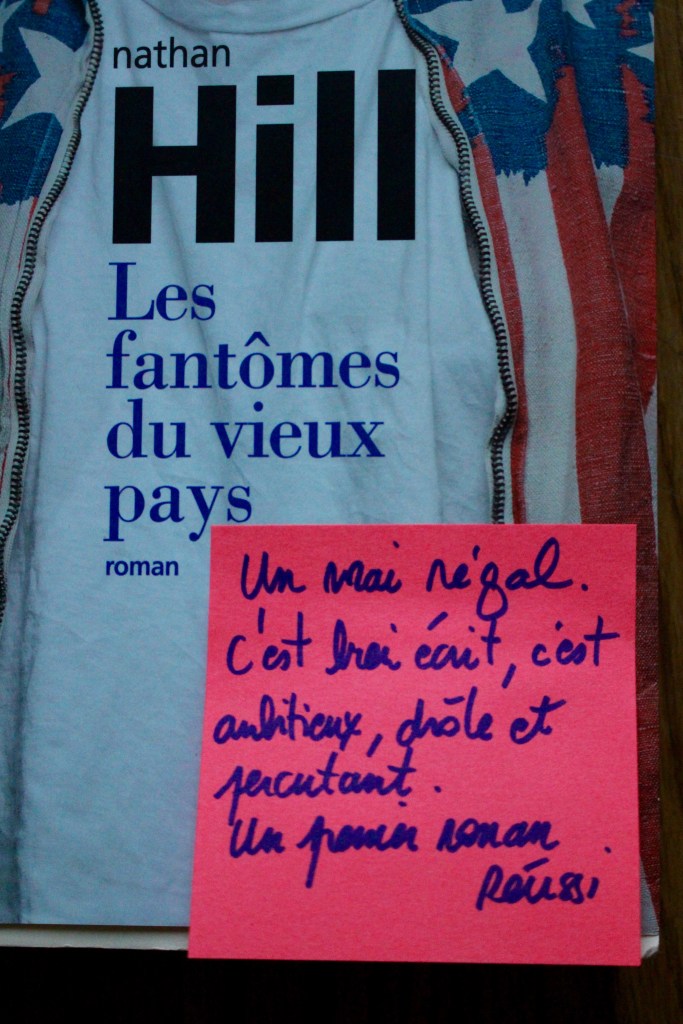 nathan
Hill
Les
fantômes
du vieux
pays
roman
Un vrai régal.
C'est bien écrit, c'est
ambitieux, drôle et
percutant.
Un premier roman
Réussi.